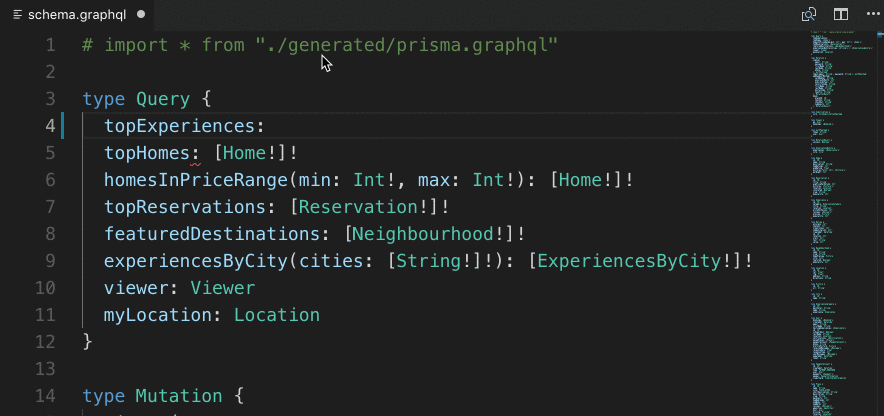 schema.graphql
1 # import * from "./generated/prisma.graphql"
2
3 type Query {
4 topExperiences:
5 topHomes: [Home!]!
6 homesInPriceRange(min: Int!, max: Int!): [Home!]!
7 topReservations: [Reservation!]!
8 featuredDestinations: [Neighbourhood!]!
9 experiencesByCity(cities: [String!]!): [ExperiencesByCity!]!
10 viewer: Viewer
11 myLocation: Location
12 }
13
14 type Mutation {